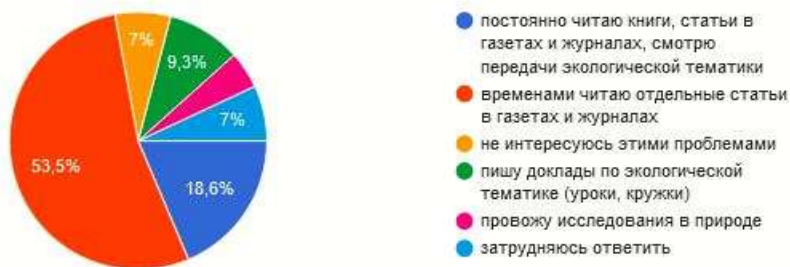 7%
9,3%
7%
53,5%
18,6%
постоянно читаю книги, статьи в
газетах и журналах, смотрю
передачи экологической тематики
временами читаю отдельные статьи
в газетах и журналах
не интересуюсь этими проблемами
пишу доклады по экологической
тематике (уроки, кружки)
провожу исследования в природе
затрудняюсь ответить